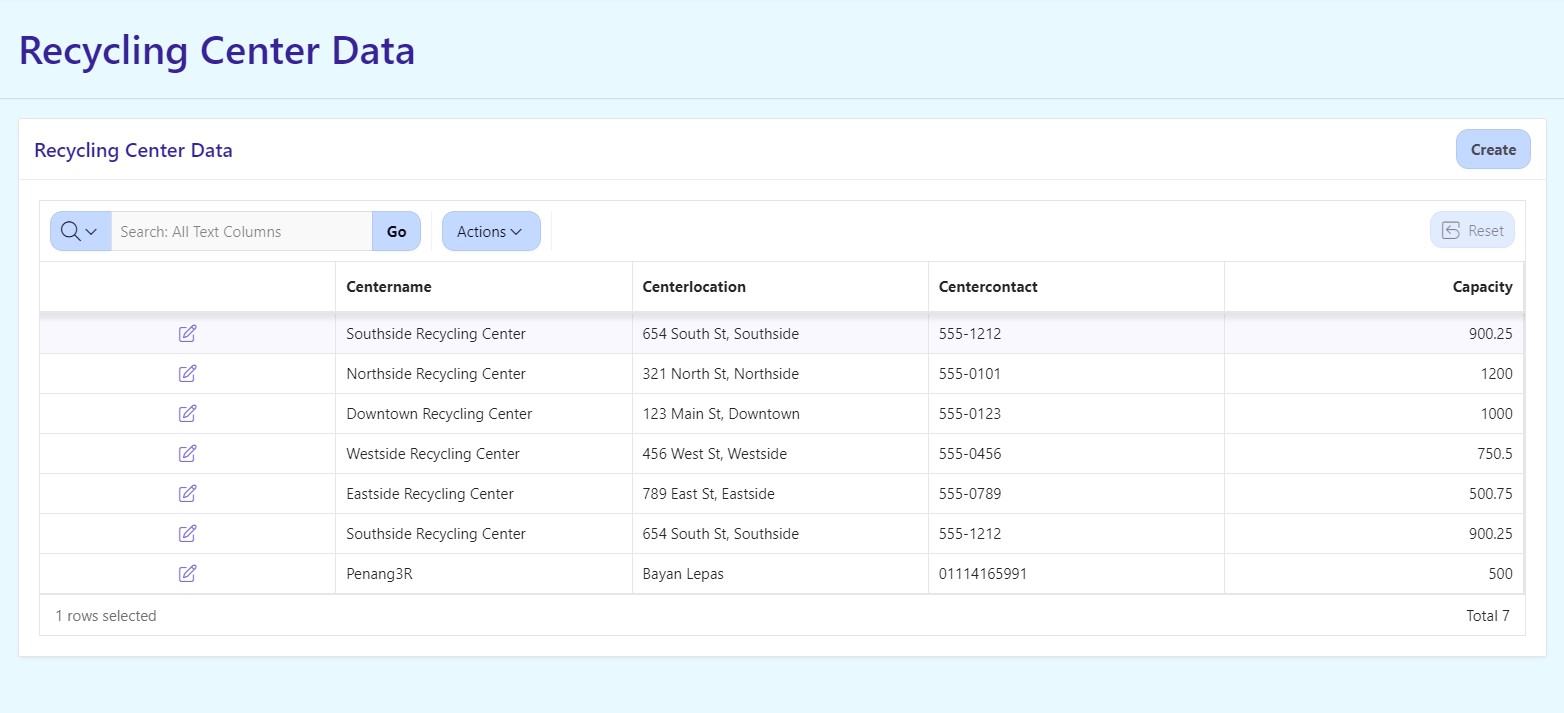 Recycling Center Data
Recycling Center Data Create
Search: All Text Columns Go Actions Reset
Centername Centerlocation Centercontact Capacity
Southside Recycling Center 654 South St, Southside 555-1212 900.25
Northside Recycling Center 321 North St, Northside 555-0101 1200
Downtown Recycling Center 123 Main St, Downtown 555-0123 1000
Westside Recycling Center 456 West St, Westside 555-0456 750.5
Eastside Recycling Center 789 East St, Eastside 555-0789 500.75
Southside Recycling Center 654 South St, Southside 555-1212 900.25
Penang3R Bayan Lepas 01114165991 500
1 rows selected Total 7